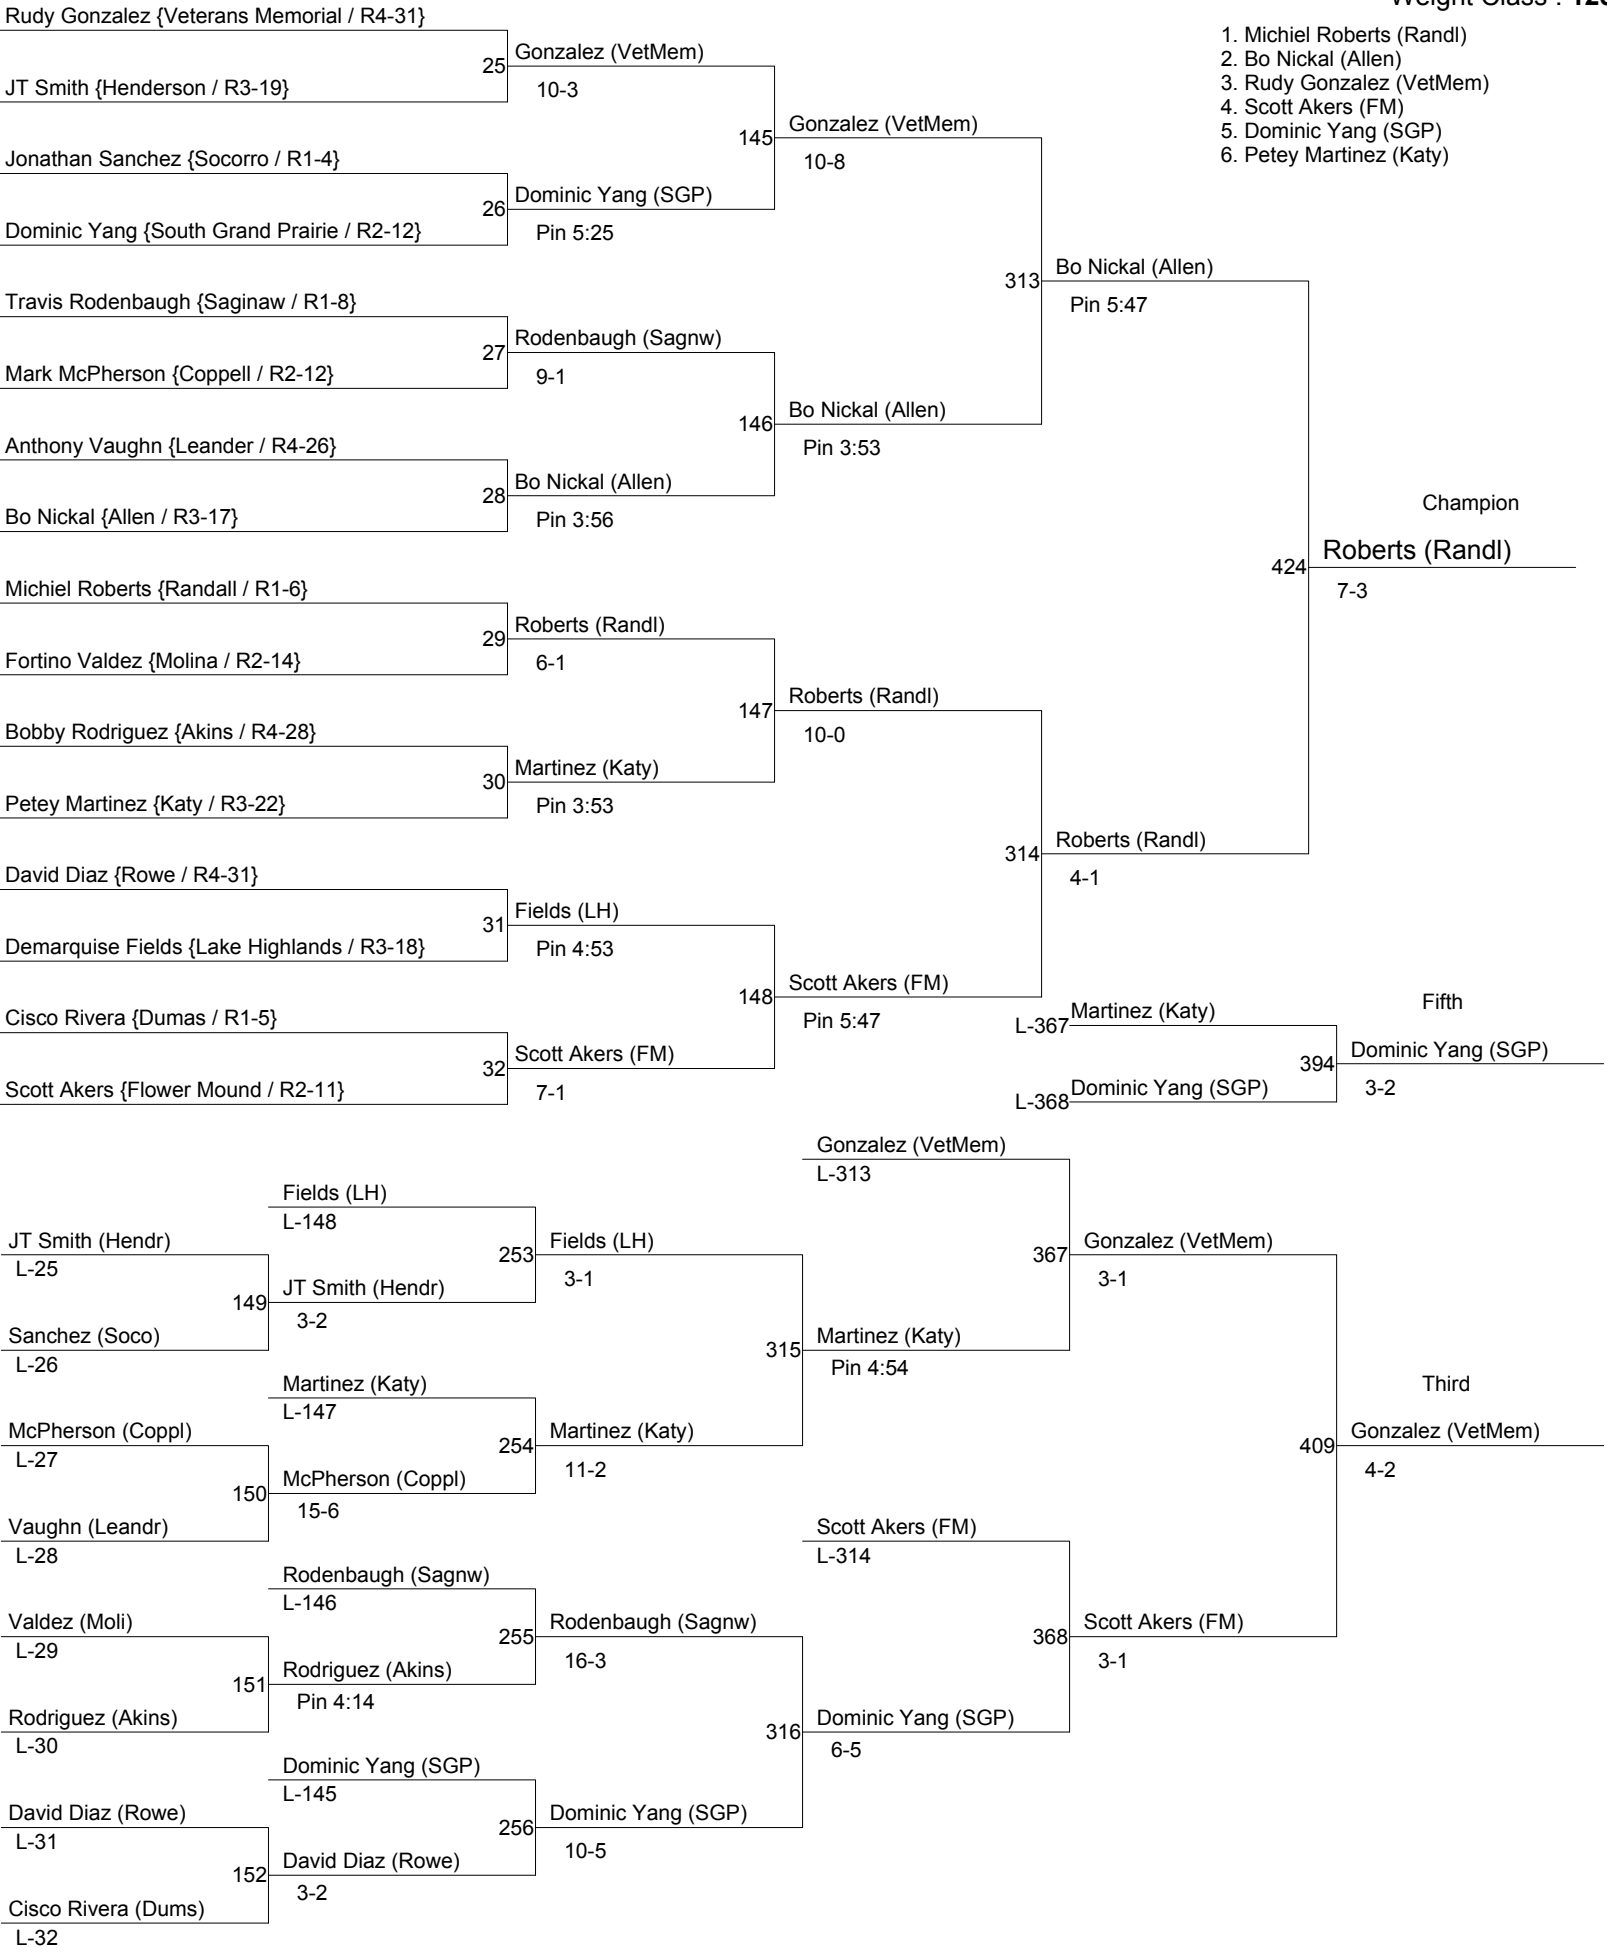 Weight Class :
1. Michiel Roberts (Randl)
2. Bo Nickal (Allen)
3. Rudy Gonzalez (VetMem)
4. Scott Akers (FM)
5. Dominic Yang (SGP)
6. Petey Martinez (Katy)
Rudy Gonzalez {Veterans Memorial / R4-31}
25
Gonzalez (VetMem)
10-3
JT Smith {Henderson / R3-19}
145
Gonzalez (VetMem)
10-8
Jonathan Sanchez {Socorro / R1-4}
26
Dominic Yang (SGP)
Pin 5:25
Dominic Yang {South Grand Prairie / R2-12}
313
Bo Nickal (Allen)
Pin 5:47
Travis Rodenbaugh {Saginaw / R1-8}
27
Rodenbaugh (Sagnw)
9-1
Mark McPherson {Coppell / R2-12}
146
Bo Nickal (Allen)
Pin 3:53
Anthony Vaughn {Leander / R4-26}
28
Bo Nickal (Allen)
Pin 3:56
Bo Nickal {Allen / R3-17}
Champion
424
Roberts (Randl)
7-3
Michiel Roberts {Randall / R1-6}
29
Roberts (Randl)
6-1
Fortino Valdez {Molina / R2-14}
147
Roberts (Randl)
10-0
Bobby Rodriguez {Akins / R4-28}
30
Martinez (Katy)
Pin 3:53
Petey Martinez {Katy / R3-22}
314
Roberts (Randl)
4-1
David Diaz {Rowe / R4-31}
31
Fields (LH)
Pin 4:53
Demarquise Fields {Lake Highlands / R3-18}
148
Scott Akers (FM)
Pin 5:47
Cisco Rivera {Dumas / R1-5}
32
Scott Akers (FM)
7-1
Scott Akers {Flower Mound / R2-11}
Fifth
L-367
Martinez (Katy)
394
Dominic Yang (SGP)
3-2
L-368
Dominic Yang (SGP)
Gonzalez (VetMem)
L-313
Fields (LH)
L-148
JT Smith (Hendr)
L-25
253
Fields (LH)
3-1
367
Gonzalez (VetMem)
3-1
149
JT Smith (Hendr)
3-2
Sanchez (Soco)
L-26
315
Martinez (Katy)
Pin 4:54
Martinez (Katy)
L-147
Third
McPherson (Coppl)
L-27
254
Martinez (Katy)
11-2
409
Gonzalez (VetMem)
4-2
150
McPherson (Coppl)
15-6
Vaughn (Leandr)
L-28
Scott Akers (FM)
L-314
Rodenbaugh (Sagnw)
L-146
Valdez (Moli)
L-29
255
Rodenbaugh (Sagnw)
16-3
368
Scott Akers (FM)
3-1
151
Rodriguez (Akins)
Pin 4:14
Rodriguez (Akins)
L-30
316
Dominic Yang (SGP)
6-5
Dominic Yang (SGP)
L-145
David Diaz (Rowe)
L-31
256
Dominic Yang (SGP)
10-5
152
David Diaz (Rowe)
3-2
Cisco Rivera (Dums)
L-32